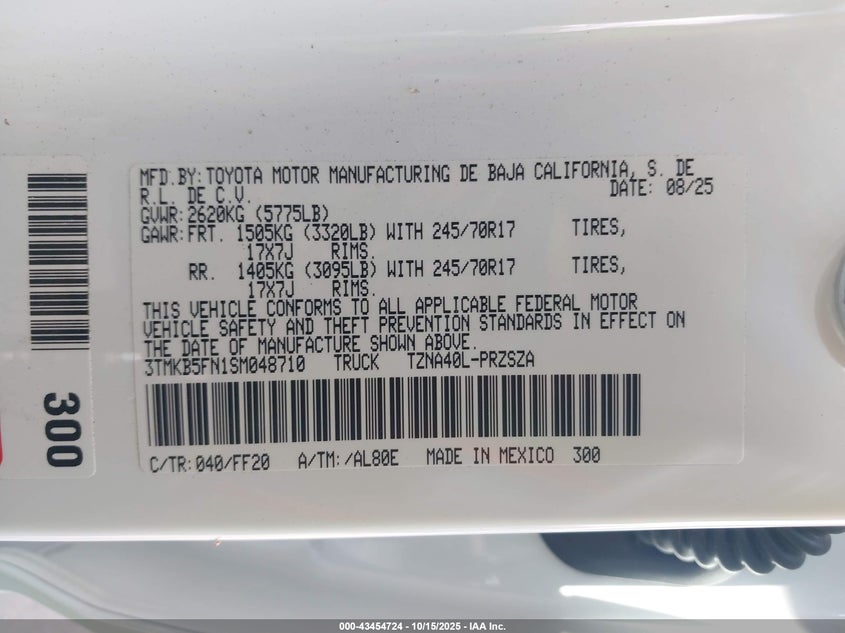 MFD.BY: TOYOTA MOTOR MANUFACTURING DE BAJA CALIFORNIA, S. DE
R.L. DE C.V. DATE: 08/25
GVWR: 2620KG (5775LB)
GAWR: FRT. 1505KG (3320LB) WITH 245/70R17 TIRES,
17X7J RIMS.
RR. 1405KG (3095LB) WITH 245/70R17 TIRES,
17X7J RIMS.
THIS VEHICLE CONFORMS TO ALL APPLICABLE FEDERAL MOTOR
VEHICLE SAFETY AND THEFT PREVENTION STANDARDS IN EFFECT ON
THE DATE OF MANUFACTURE SHOWN ABOVE.
3TMKB5FN1SM048710 TRUCK TZNA40L-PRZSZA
C/TR: 040/FF20 A/TM: /AL80E MADE IN MEXICO 300
300
000-43454724 - 10/15/2025 - IAA Inc.